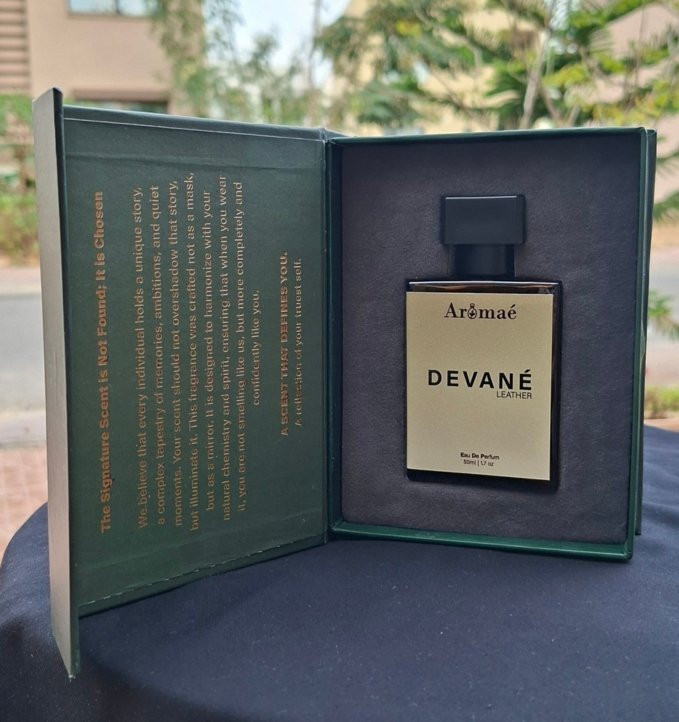 The Signature Scent is Not Found; It is Chosen
We believe that every individual holds a unique story,
a complex tapestry of memories, ambitions, and quiet
moments. Your scent should not overshadow that story,
but illuminate it. This fragrance was crafted not as a mask,
but as a mirror. It is designed to harmonize with your
natural chemistry and spirit, ensuring that when you wear
it, you are not smelling like us, but more completely and
confidently like you.
A SCENT THAT DEFINES YOU.
A reflection of your truest self.
Aromaé
DEVANÉ
LEATHER
Eau De Perfum
50ml | 1.7 oz